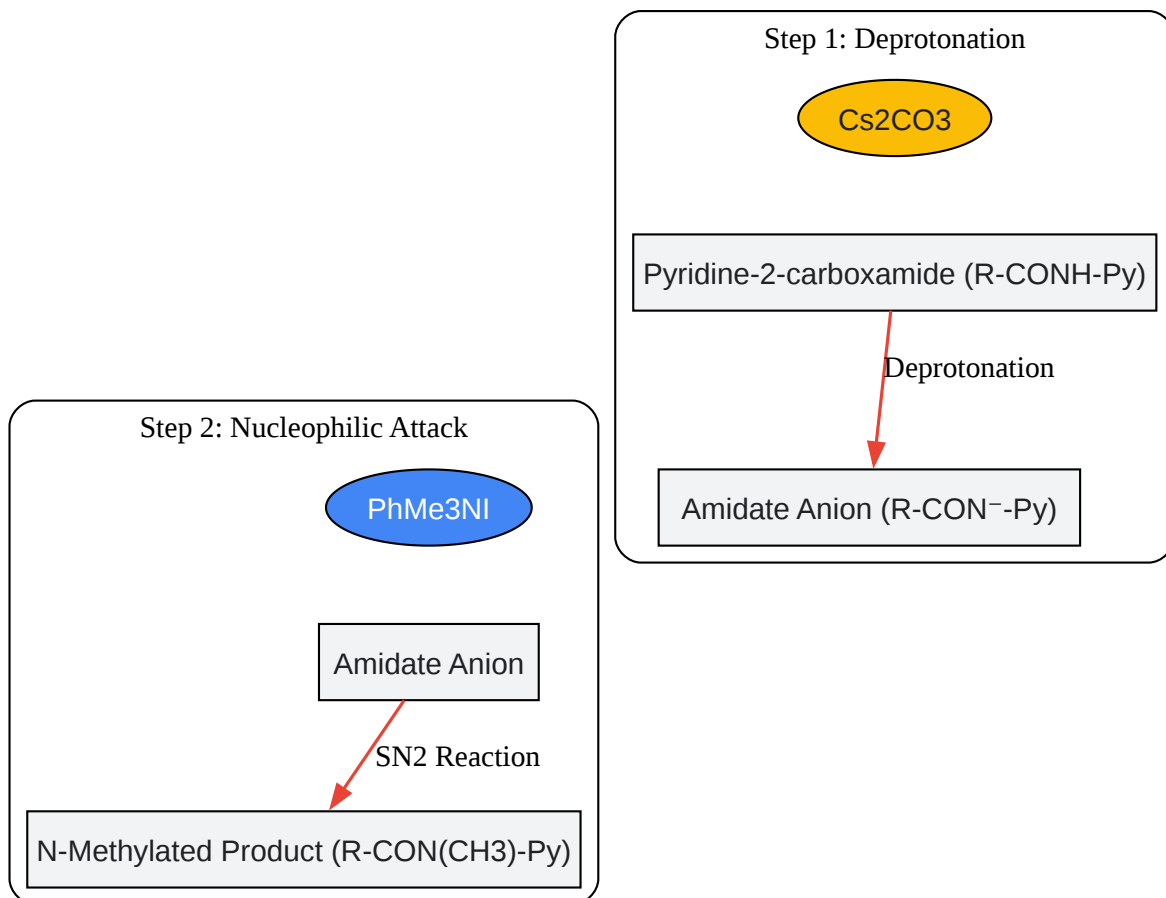 Step 1: Deprotonation
Cs2CO3
Pyridine-2-carboxamide (R-CONH-Py)
Deprotonation
Amidate Anion (R-CON⁻-Py)
Step 2: Nucleophilic Attack
PhMe3NI
Amidate Anion
SN2 Reaction
N-Methylated Product (R-CON(CH3)-Py)